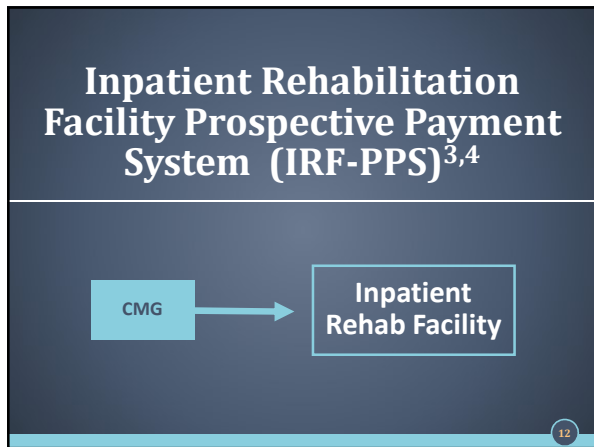 Inpatient Rehabilitation
Facility Prospective Payment
System (IRF-PPS)3,4
CMG
Inpatient
Rehab Facility
12